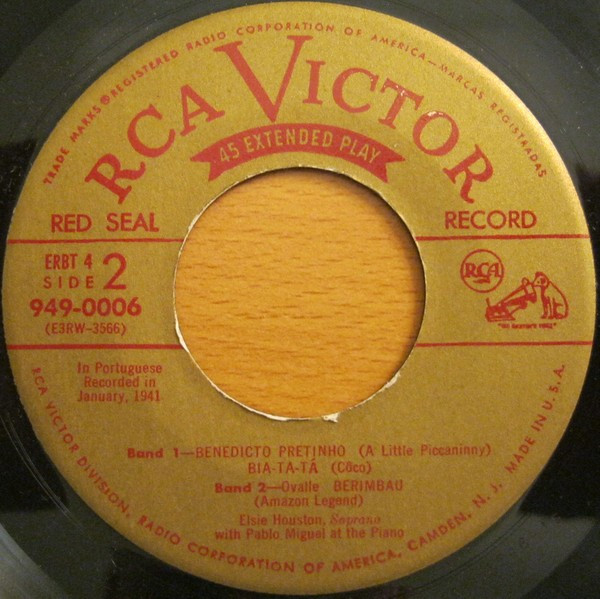 TRADE MARKS ® REGISTERED RADIO CORPORATION OF AMERICA—MARCAS REGISTRADAS
RCA VICTOR
45 EXTENDED PLAY
RED SEAL RECORD
ERBT 4
SIDE 2
949-0006
(E3RW-3566)
RCA
"HIS MASTER'S VOICE"
In Portuguese
Recorded in
January, 1941
Band 1—BENEDICTO PRETINHO (A Little Piccaninny)
BIA-TA-TÁ (Côco)
Band 2—Ovalle BERIMBAU
(Amazon Legend)
Elsie Houston, Soprano
with Pablo Miguel at the Piano
RCA VICTOR DIVISION, RADIO CORPORATION OF AMERICA, CAMDEN, N. J. MADE IN U. S. A.